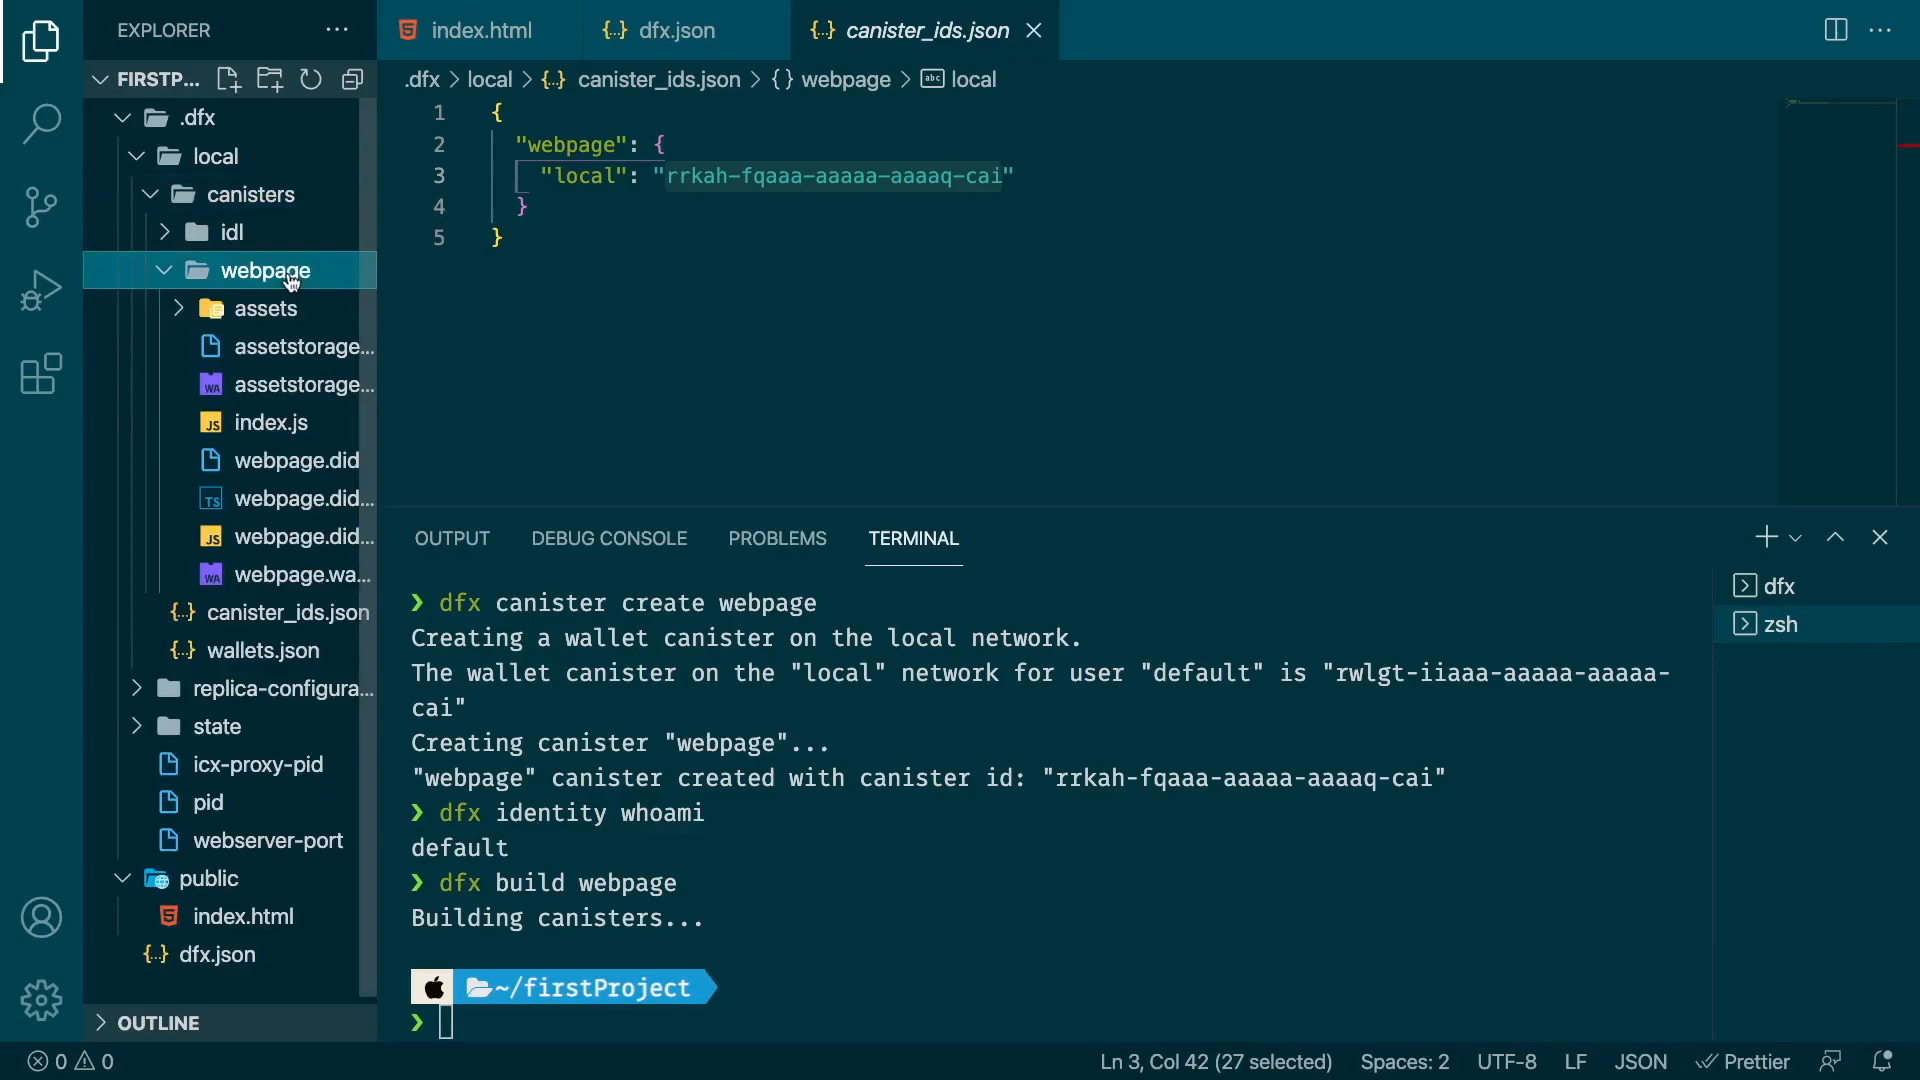 EXPLORER
index.html
dfx.json
canister_ids.json
FIRSTP...
.dfx > local > {..} canister_ids.json > {} webpage > abc local
.dfx
local
canisters
idl
webpage
assets
assetstorage...
assetstorage...
index.js
webpage.did
webpage.did...
webpage.did...
webpage.wa...
canister_ids.json
wallets.json
replica-configura...
state
icx-proxy-pid
pid
webserver-port
public
index.html
dfx.json
OUTLINE
1 {
2 "webpage": {
3 "local": "rrkah-fqaaa-aaaaa-aaaaq-cai"
4 }
5 }
OUTPUT
DEBUG CONSOLE
PROBLEMS
TERMINAL
❯ dfx canister create webpage
Creating a wallet canister on the local network.
The wallet canister on the "local" network for user "default" is "rwlgt-iiaaa-aaaaa-aaaaa-
cai"
Creating canister "webpage"...
"webpage" canister created with canister id: "rrkah-fqaaa-aaaaa-aaaaq-cai"
❯ dfx identity whoami
default
❯ dfx build webpage
Building canisters...
~/firstProject
❯
dfx
zsh
0 0
Ln 3, Col 42 (27 selected)
Spaces: 2
UTF-8
LF
JSON
Prettier